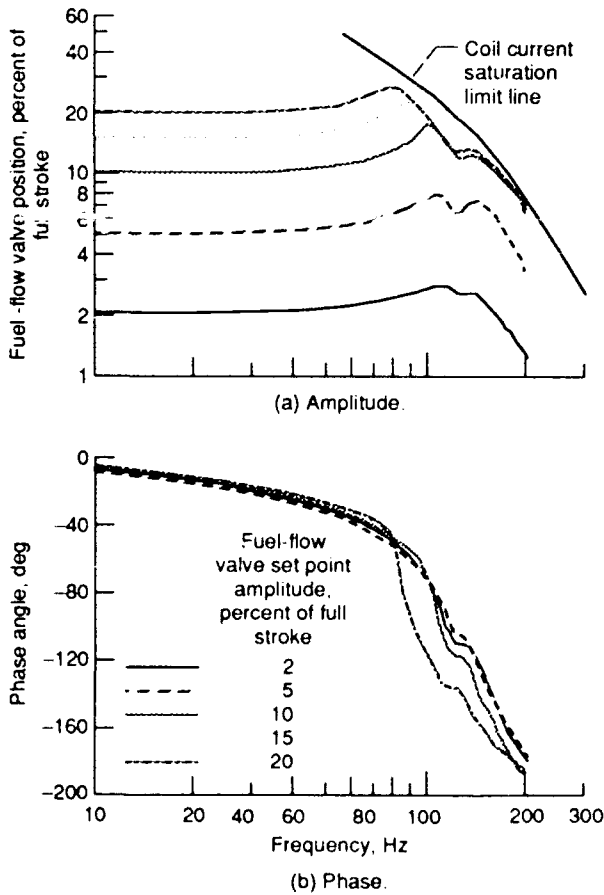 Fuel-flow valve position, percent of
full stroke
60
40
20
10
8
6
4
2
1
Coil current
saturation
limit line
(a) Amplitude.
Phase angle, deg
0
-40
-80
-120
-160
-200
Fuel-flow
valve set point
amplitude,
percent of full
stroke
2
5
10
15
20
10 20 30 40 60 80 100 200 300
Frequency, Hz
(b) Phase.